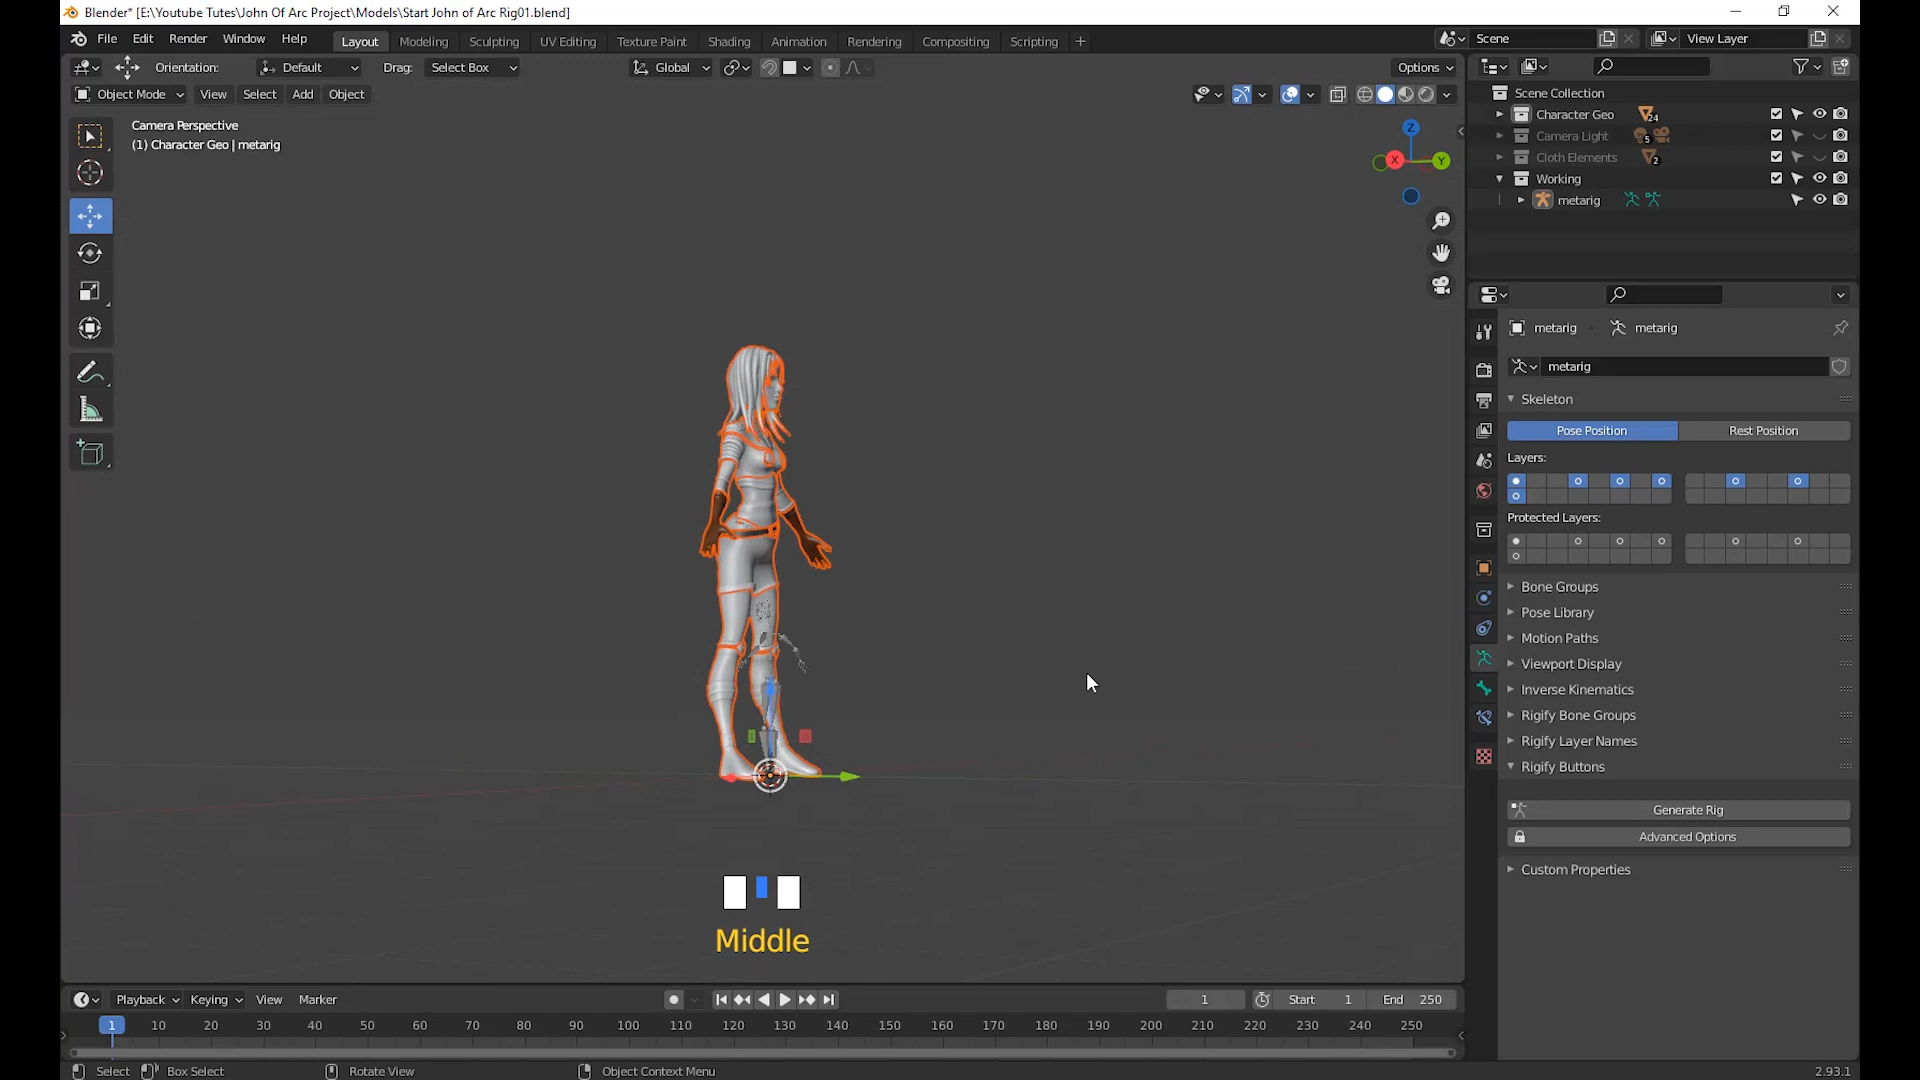 Blender* [E:\Youtube Tutes\John Of Arc Project\Models\Start John of Arc Rig01.blend]
File Edit Render Window Help Layout Modeling Sculpting UV Editing Texture Paint Shading Animation Rendering Compositing Scripting + Scene View Layer
Orientation: Default Drag: Select Box Global Options
Object Mode View Select Add Object
Camera Perspective
(1) Character Geo | metarig
Z
X Y
Scene Collection
Character Geo 24
Camera Light 5
Cloth Elements 2
Working
metarig
metarig metarig
metarig
Skeleton
Pose Position Rest Position
Layers:
Protected Layers:
Bone Groups
Pose Library
Motion Paths
Viewport Display
Inverse Kinematics
Rigify Bone Groups
Rigify Layer Names
Rigify Buttons
Generate Rig
Advanced Options
Custom Properties
Middle
Playback Keying View Marker 1 Start 1 End 250
1 10 20 30 40 50 60 70 80 90 100 110 120 130 140 150 160 170 180 190 200 210 220 230 240 250
Select Box Select Rotate View Object Context Menu 2.93.1